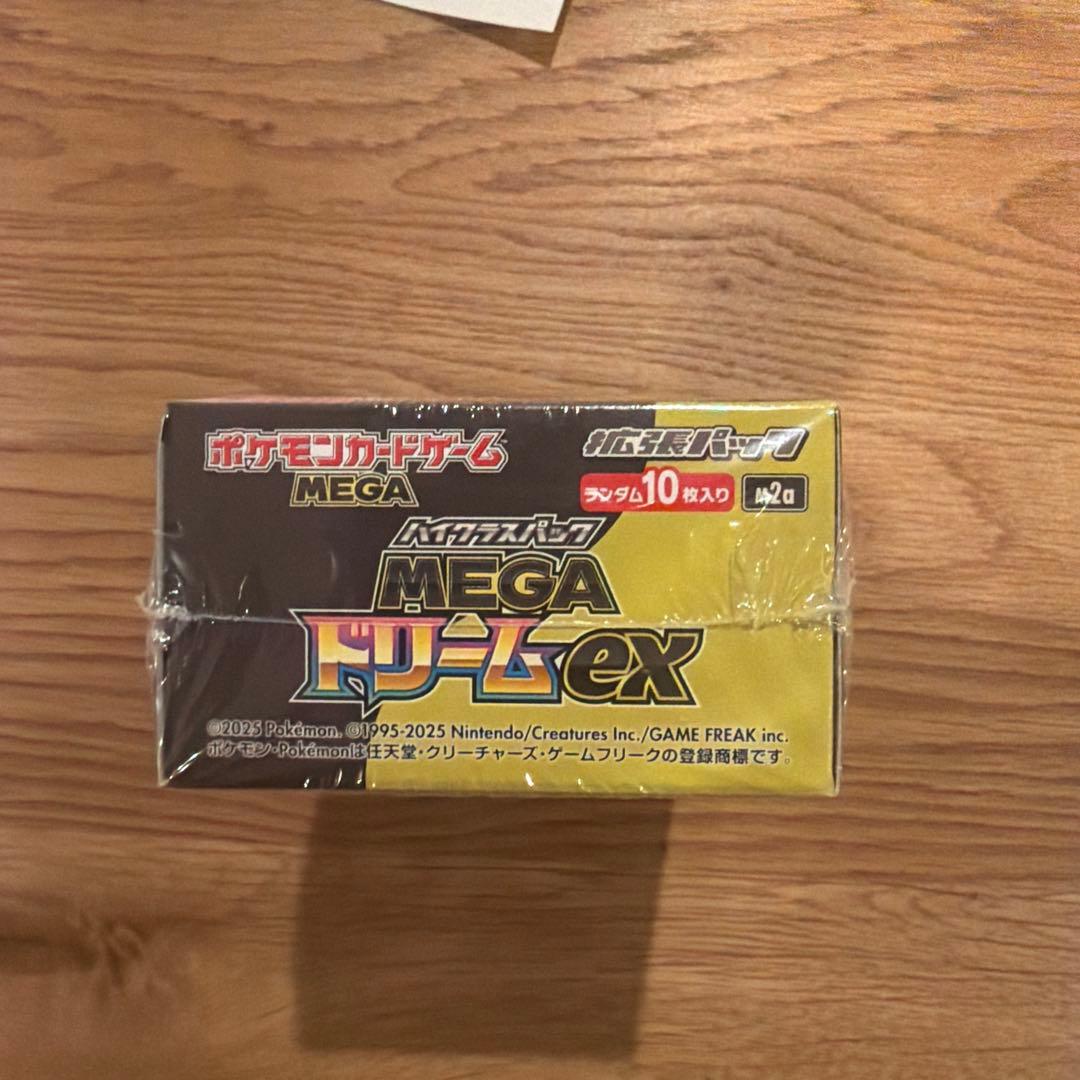 ポケモンカードゲーム
MEGA
拡張パック
ランダム10枚入り M2a
ハイクラスパック
MEGA
ドリームex
©2025 Pokémon. ©1995-2025 Nintendo/Creatures Inc./GAME FREAK inc.
ポケモン・Pokémonは任天堂・クリーチャーズ・ゲームフリークの登録商標です。